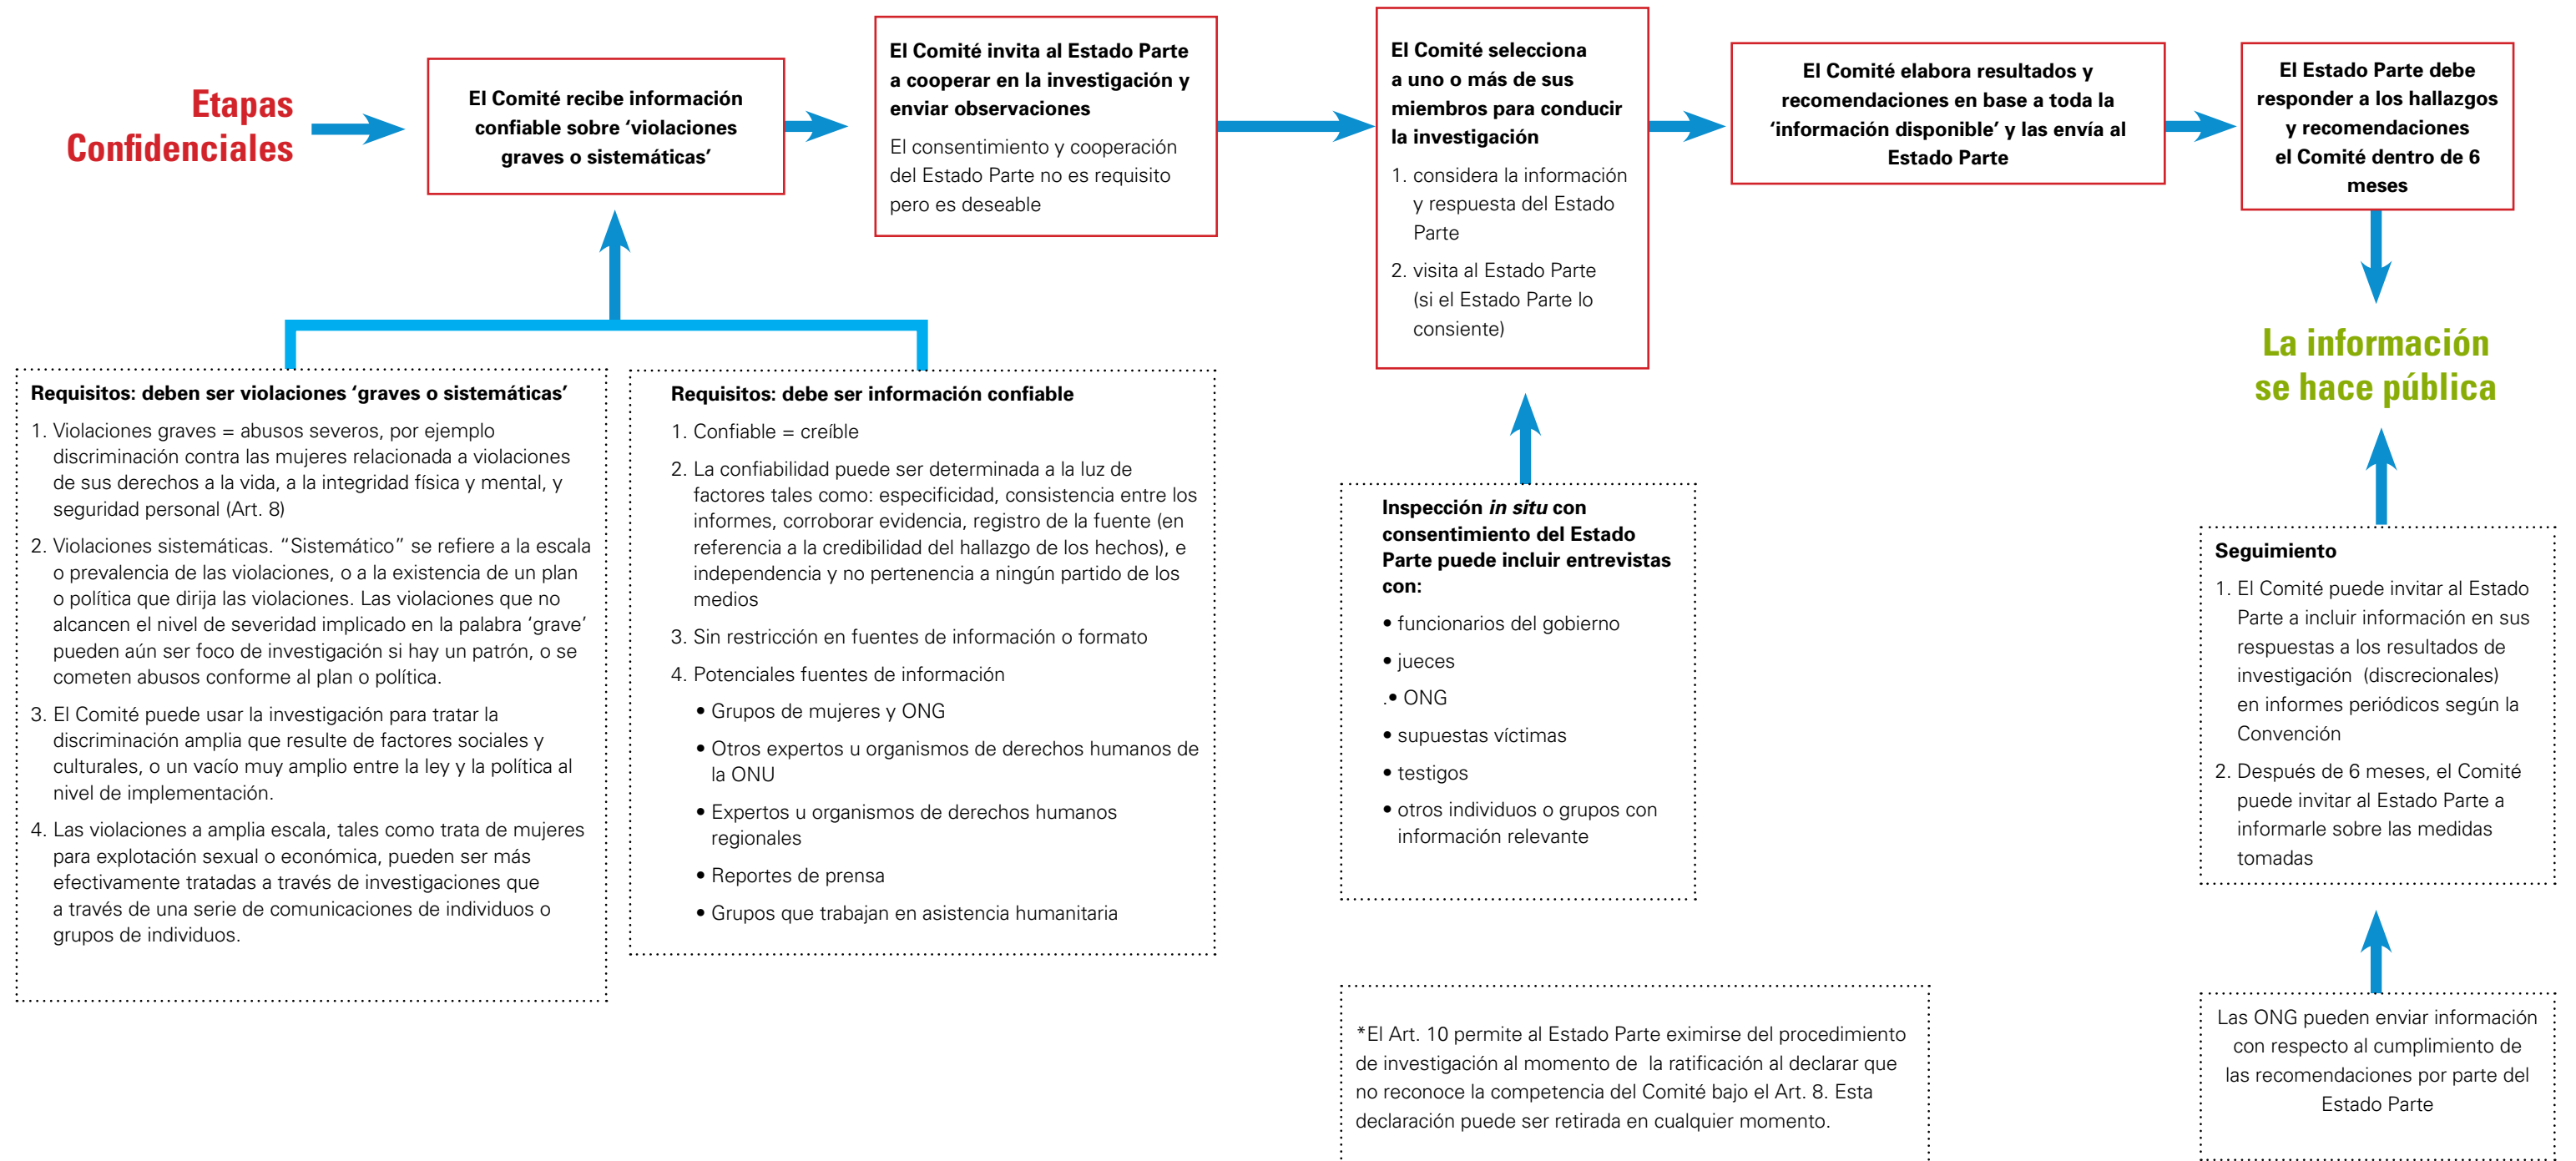 Etapas
Confidenciales
El Comité recibe información
confiable sobre ‘violaciones
graves o sistemáticas’
El Comité invita al Estado Parte
a cooperar en la investigación y
enviar observaciones
El consentimiento y cooperación
del Estado Parte no es requisito
pero es deseable
El Comité selecciona
a uno o más de sus
miembros para conducir
la investigación
1. considera la información
y respuesta del Estado
Parte
2. visita al Estado Parte
(si el Estado Parte lo
consiente)
El Comité elabora resultados y
recomendaciones en base a toda la
‘información disponible’ y las envía al
Estado Parte
El Estado Parte debe
responder a los hallazgos
y recomendaciones
el Comité dentro de 6
meses
La información
se hace pública
Requisitos: deben ser violaciones ‘graves o sistemáticas’
1. Violaciones graves = abusos severos, por ejemplo
discriminación contra las mujeres relacionada a violaciones
de sus derechos a la vida, a la integridad física y mental, y
seguridad personal (Art. 8)
2. Violaciones sistemáticas. “Sistemático” se refiere a la escala
o prevalencia de las violaciones, o a la existencia de un plan
o política que dirija las violaciones. Las violaciones que no
alcancen el nivel de severidad implicado en la palabra ‘grave’
pueden aún ser foco de investigación si hay un patrón, o se
cometen abusos conforme al plan o política.
3. El Comité puede usar la investigación para tratar la
discriminación amplia que resulte de factores sociales y
culturales, o un vacío muy amplio entre la ley y la política al
nivel de implementación.
4. Las violaciones a amplia escala, tales como trata de mujeres
para explotación sexual o económica, pueden ser más
efectivamente tratadas a través de investigaciones que
a través de una serie de comunicaciones de individuos o
grupos de individuos.
Requisitos: debe ser información confiable
1. Confiable = creíble
2. La confiabilidad puede ser determinada a la luz de
factores tales como: especificidad, consistencia entre los
informes, corroborar evidencia, registro de la fuente (en
referencia a la credibilidad del hallazgo de los hechos), e
independencia y no pertenencia a ningún partido de los
medios
3. Sin restricción en fuentes de información o formato
4. Potenciales fuentes de información
• Grupos de mujeres y ONG
• Otros expertos u organismos de derechos humanos de
la ONU
• Expertos u organismos de derechos humanos
regionales
• Reportes de prensa
• Grupos que trabajan en asistencia humanitaria
Inspección in situ con
consentimiento del Estado
Parte puede incluir entrevistas
con:
• funcionarios del gobierno
• jueces
.• ONG
• supuestas víctimas
• testigos
• otros individuos o grupos con
información relevante
*El Art. 10 permite al Estado Parte eximirse del procedimiento
de investigación al momento de la ratificación al declarar que
no reconoce la competencia del Comité bajo el Art. 8. Esta
declaración puede ser retirada en cualquier momento.
Seguimiento
1. El Comité puede invitar al Estado
Parte a incluir información en sus
respuestas a los resultados de
investigación (discrecionales)
en informes periódicos según la
Convención
2. Después de 6 meses, el Comité
puede invitar al Estado Parte a
informarle sobre las medidas
tomadas
Las ONG pueden enviar información
con respecto al cumplimiento de
las recomendaciones por parte del
Estado Parte